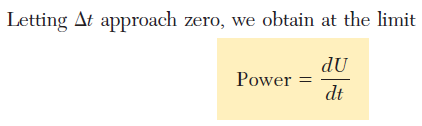 Letting Δt approach zero, we obtain at the limit
Power = dU/dt